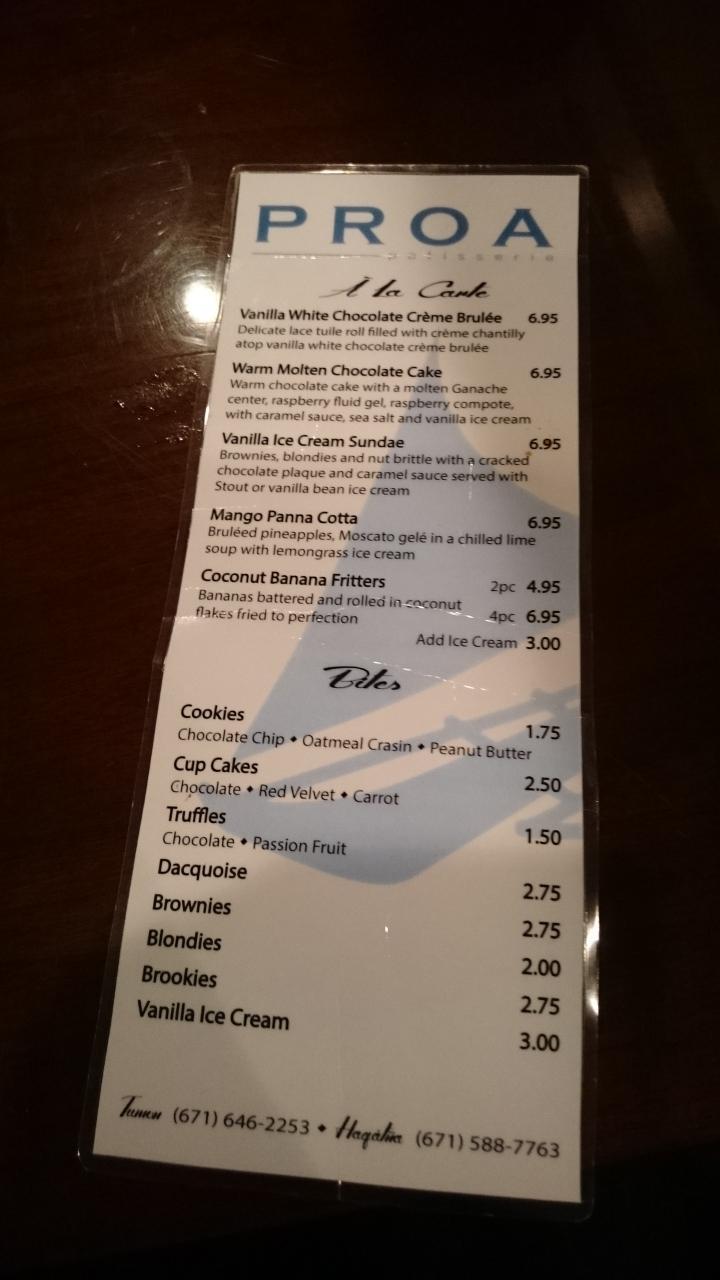 PROA
patisserie
À la Carte
Vanilla White Chocolate Crème Brulée 6.95
Delicate lace tuile roll filled with crème chantilly
atop vanilla white chocolate crème brulée
Warm Molten Chocolate Cake 6.95
Warm chocolate cake with a molten Ganache
center, raspberry fluid gel, raspberry compote,
with caramel sauce, sea salt and vanilla ice cream
Vanilla Ice Cream Sundae 6.95
Brownies, blondies and nut brittle with a cracked
chocolate plaque and caramel sauce served with
Stout or vanilla bean ice cream
Mango Panna Cotta 6.95
Bruléed pineapples, Moscato gelé in a chilled lime
soup with lemongrass ice cream
Coconut Banana Fritters 2pc 4.95
Bananas battered and rolled in coconut
flakes fried to perfection 4pc 6.95
Add Ice Cream 3.00
Bites
Cookies 1.75
Chocolate Chip ◆ Oatmeal Crasin ◆ Peanut Butter
Cup Cakes 2.50
Chocolate ◆ Red Velvet ◆ Carrot
Truffles 1.50
Chocolate ◆ Passion Fruit
Dacquoise 2.75
Brownies 2.75
Blondies 2.00
Brookies 2.75
Vanilla Ice Cream 3.00
Tumon (671) 646-2253 ◆ Hagåtña (671) 588-7763